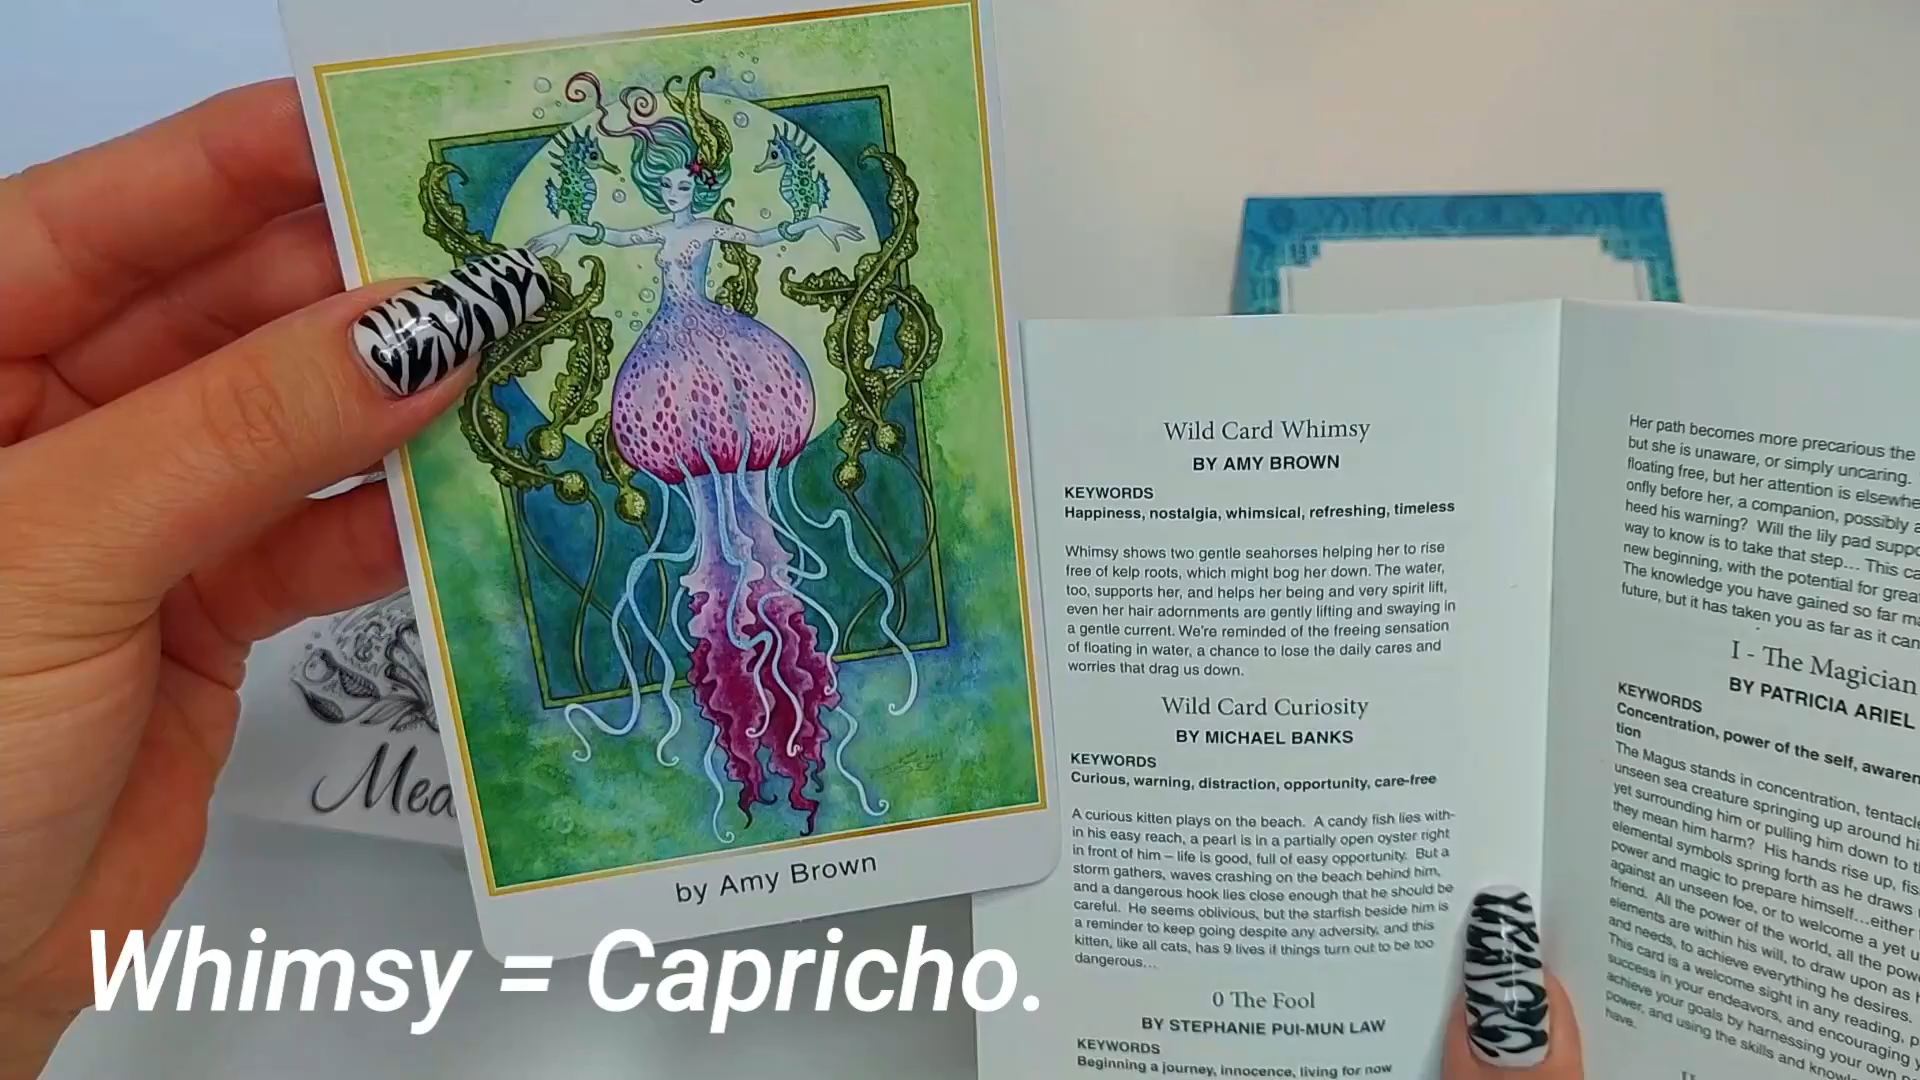 by Amy Brown
Mea
Whimsy = Capricho.
Wild Card Whimsy
BY AMY BROWN
KEYWORDS
Happiness, nostalgia, whimsical, refreshing, timeless
Whimsy shows two gentle seahorses helping her to rise
free of kelp roots, which might bog her down. The water,
too, supports her, and helps her being and very spirit lift,
even her hair adornments are gently lifting and swaying in
a gentle current. We're reminded of the freeing sensation
of floating in water, a chance to lose the daily cares and
worries that drag us down.
Wild Card Curiosity
BY MICHAEL BANKS
KEYWORDS
Curious, warning, distraction, opportunity, care-free
A curious kitten plays on the beach. A candy fish lies with-
in his easy reach, a pearl is in a partially open oyster right
in front of him – life is good, full of easy opportunity. But a
storm gathers, waves crashing on the beach behind him,
and a dangerous hook lies close enough that he should be
careful. He seems oblivious, but the starfish beside him is
a reminder to keep going despite any adversity, and this
kitten, like all cats, has 9 lives if things turn out to be too
dangerous...
0 The Fool
BY STEPHANIE PUI-MUN LAW
KEYWORDS
Beginning a journey, innocence, living for now
Her path becomes more precarious the
but she is unaware, or simply uncaring.
floating free, but her attention is elsewhe
onfly before her, a companion, possibly a
heed his warning? Will the lily pad suppo
way to know is to take that step... This ca
new beginning, with the potential for grea
The knowledge you have gained so far ma
future, but it has taken you as far as it can
I - The Magician
BY PATRICIA ARIEL
KEYWORDS
Concentration, power of the self, awaren
tion
The Magus stands in concentration, tentacle
unseen sea creature springing up around hi
yet surrounding him or pulling him down to t
they mean him harm? His hands rise up, fis
elemental symbols spring forth as he draws
power and magic to prepare himself...either
against an unseen foe, or to welcome a yet u
friend. All the power of the world, all the powe
elements are within his will, to draw upon as h
and needs, to achieve everything he desires.
This card is a welcome sight in any reading, p
success in your endeavors, and encouraging y
achieve your goals by harnessing your own p
power, and using the skills and knowle
have.